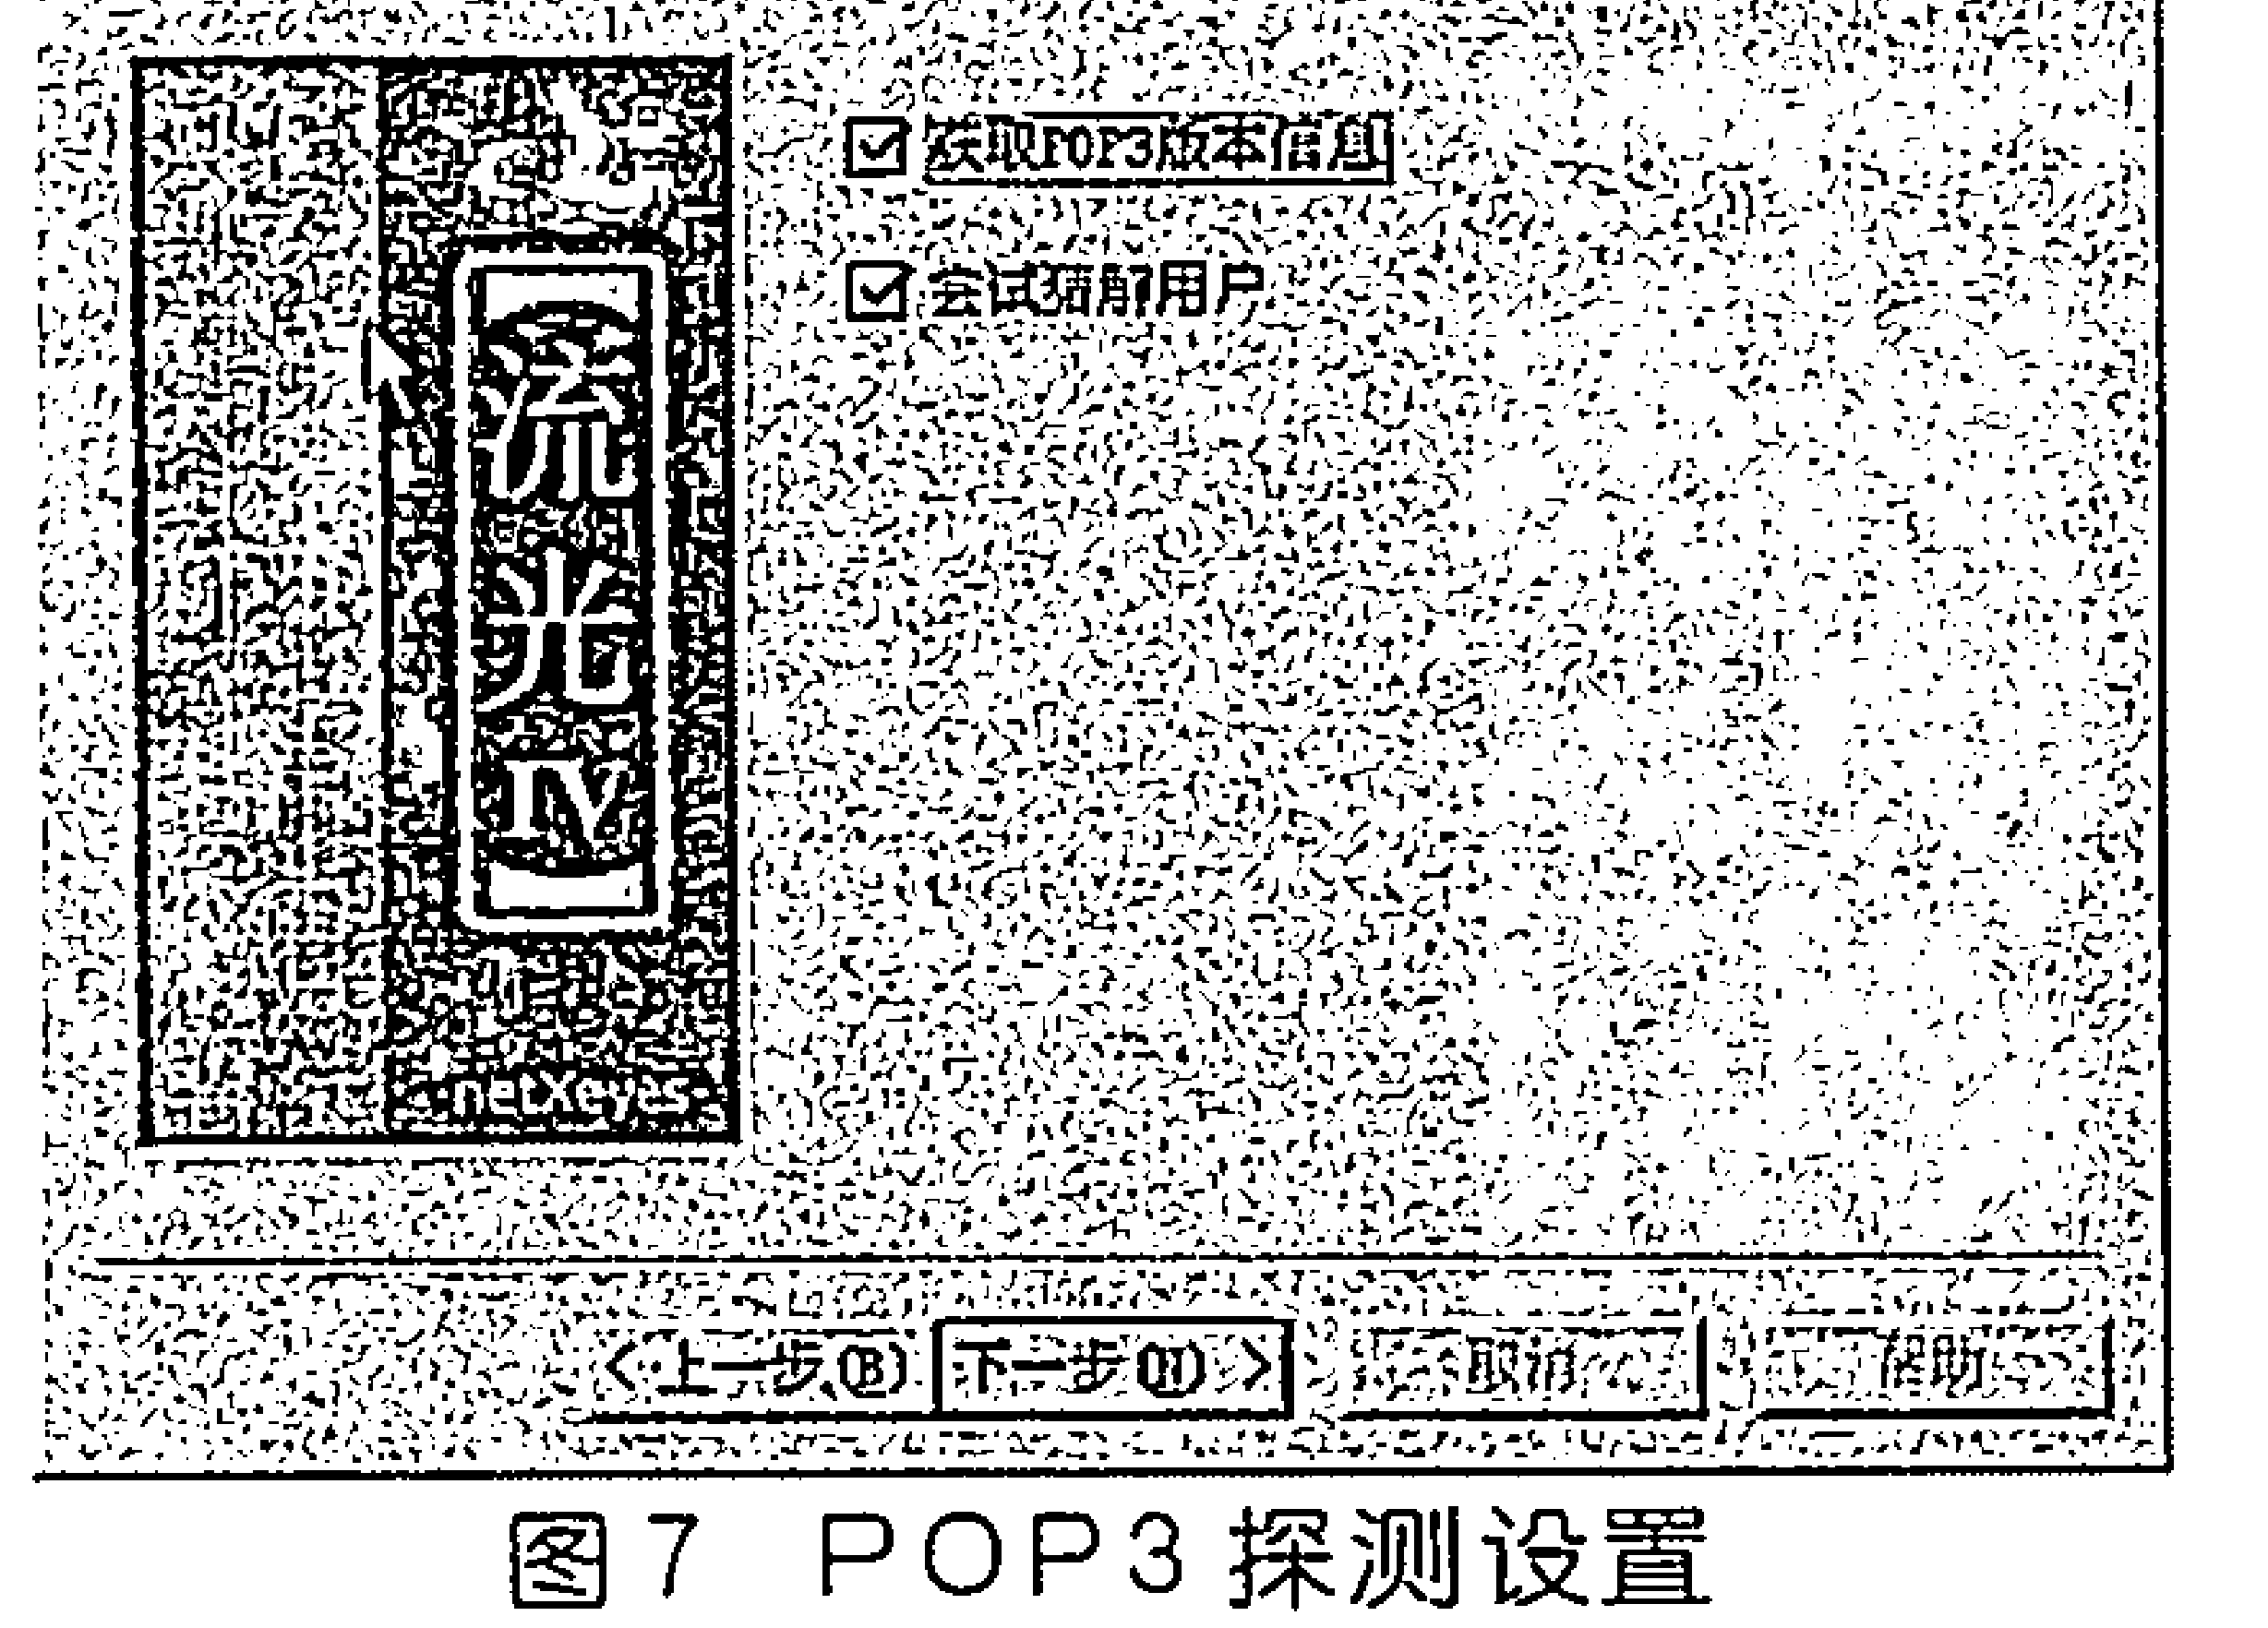 获取POP3版本信息
尝试猜解用户
流
光
IV
netXeyes
< 上一步(B)
下一步(N) >
取消
帮助
图7 POP3探测设置